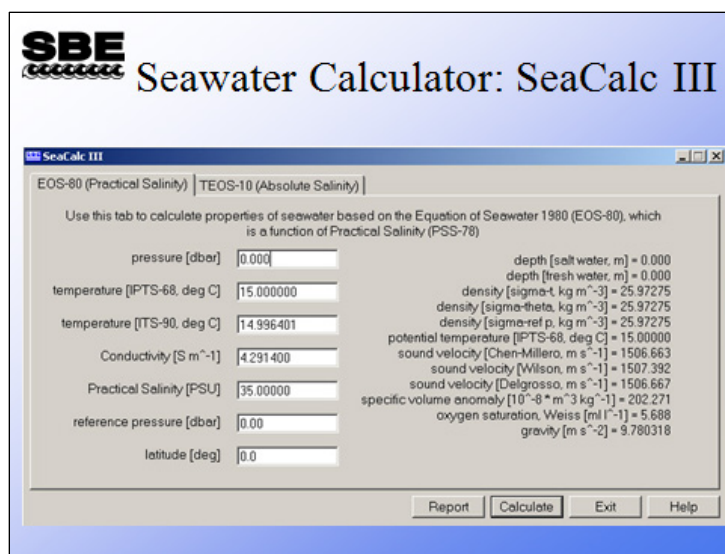 SBE
Seawater Calculator: SeaCalc III
SBE SeaCalc III
EOS-80 (Practical Salinity)
TEOS-10 (Absolute Salinity)
Use this tab to calculate properties of seawater based on the Equation of Seawater 1980 (EOS-80), which
is a function of Practical Salinity (PSS-78)
pressure [dbar] 0.000
temperature [IPTS-68, deg C] 15.000000
temperature [ITS-90, deg C] 14.996401
Conductivity [S m^-1] 4.291400
Practical Salinity [PSU] 35.00000
reference pressure [dbar] 0.00
latitude [deg] 0.0
depth [salt water, m] = 0.000
depth [fresh water, m] = 0.000
density [sigma-t, kg m^-3] = 25.97275
density [sigma-theta, kg m^-3] = 25.97275
density [sigma-ref p, kg m^-3] = 25.97275
potential temperature [IPTS-68, deg C] = 15.00000
sound velocity [Chen-Millero, m s^-1] = 1506.663
sound velocity [Wilson, m s^-1] = 1507.392
sound velocity [Delgrosso, m s^-1] = 1506.667
specific volume anomaly [10^-8 * m^3 kg^-1] = 202.271
oxygen saturation, Weiss [ml l^-1] = 5.688
gravity [m s^-2] = 9.780318
Report
Calculate
Exit
Help